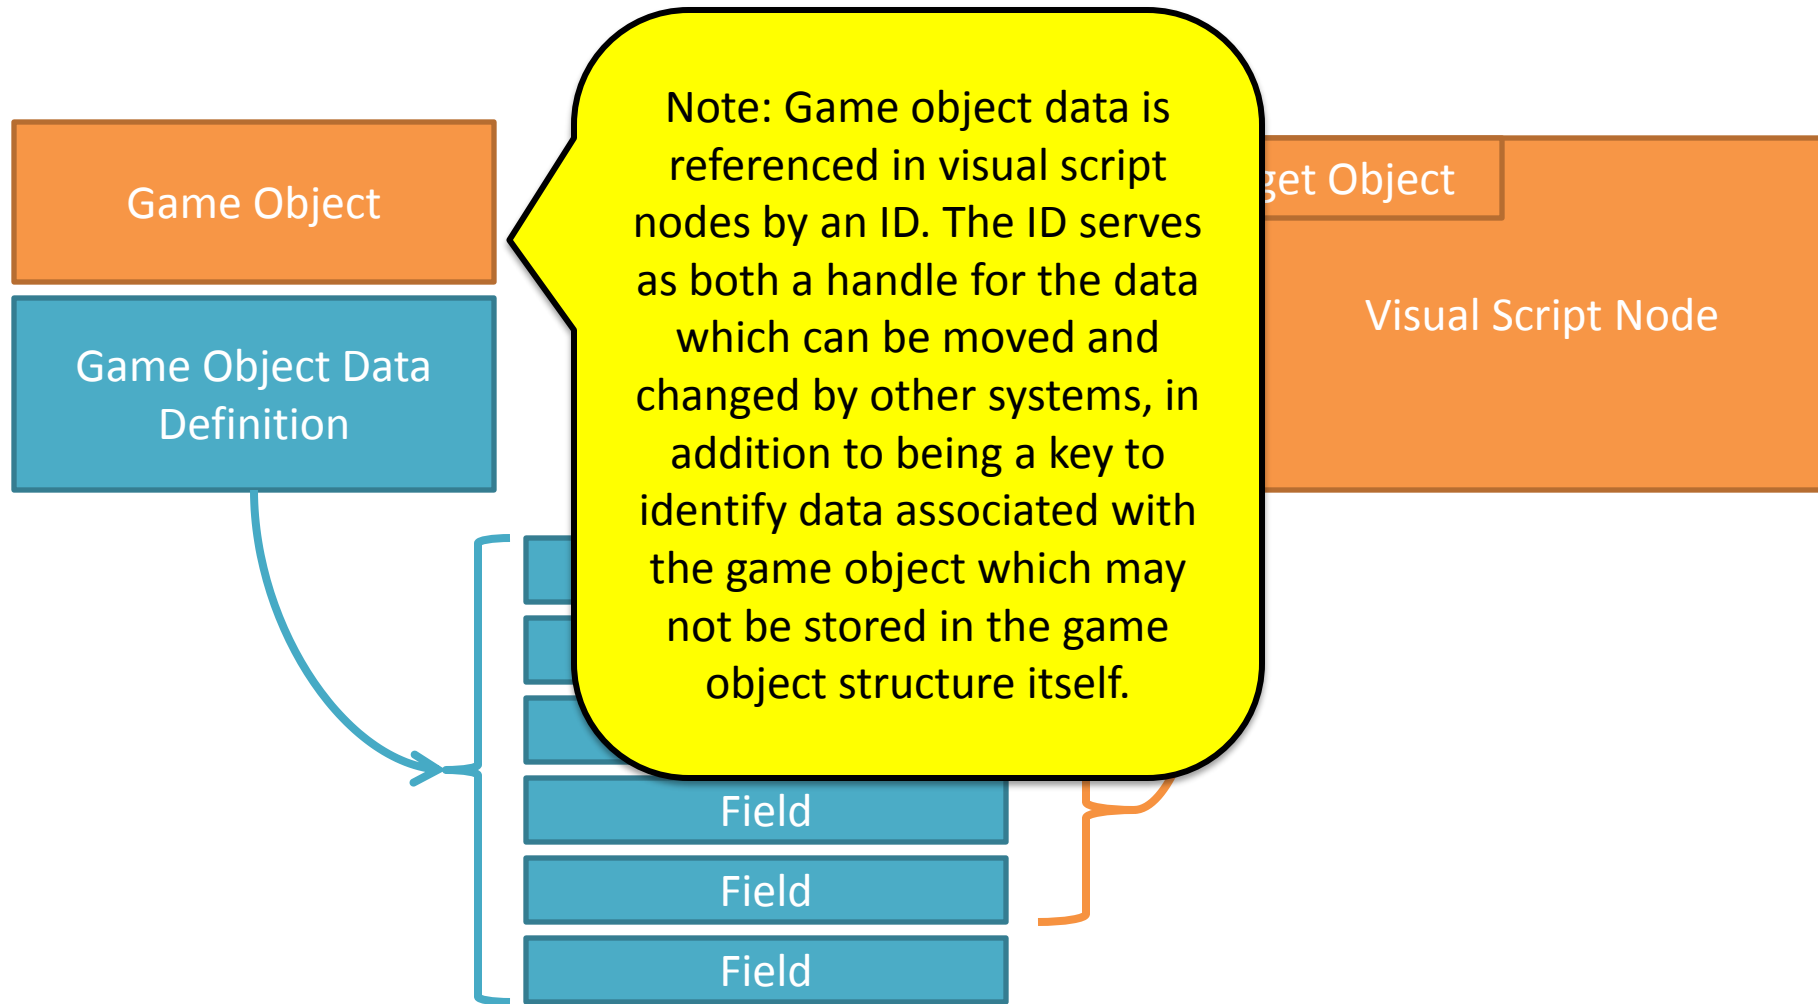 Game Object
Game Object Data
Definition
Note: Game object data is
referenced in visual script
nodes by an ID. The ID serves
as both a handle for the data
which can be moved and
changed by other systems, in
addition to being a key to
identify data associated with
the game object which may
not be stored in the game
object structure itself.
get Object
Visual Script Node
Field
Field
Field